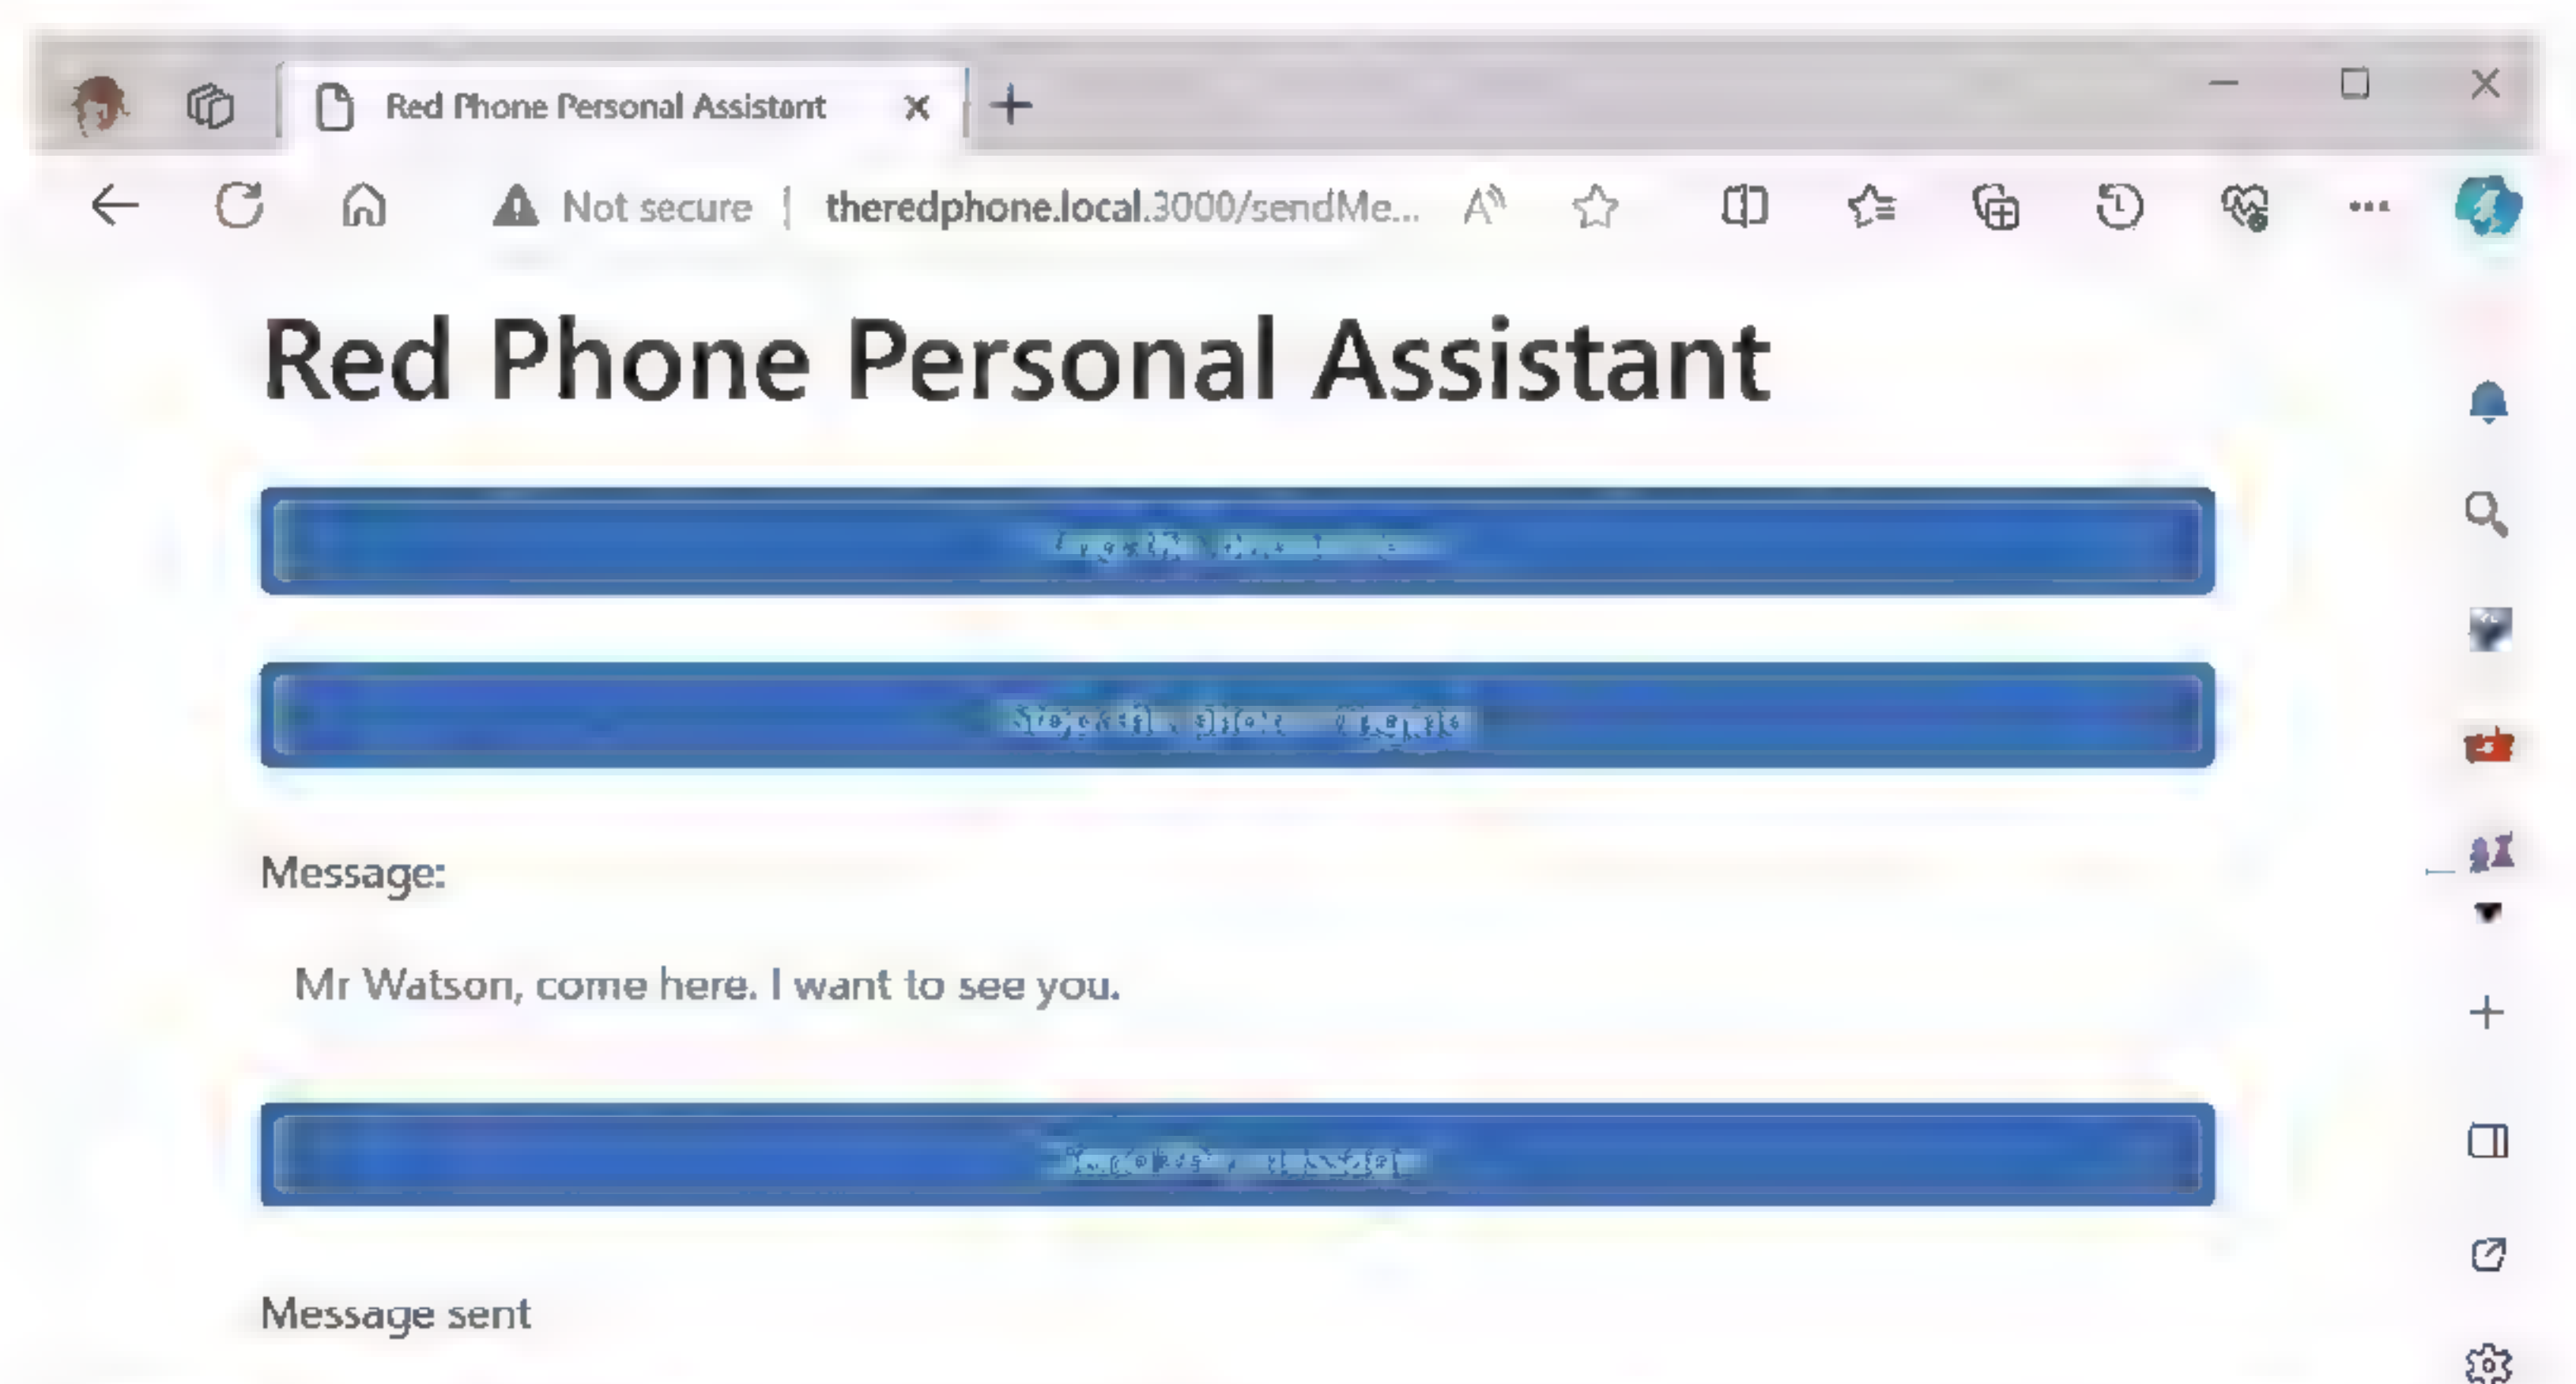 Red Phone Personal Assistant
Not secure | theredphone.local:3000/sendMe...
Red Phone Personal Assistant
Message:
Mr Watson, come here. I want to see you.
Message sent